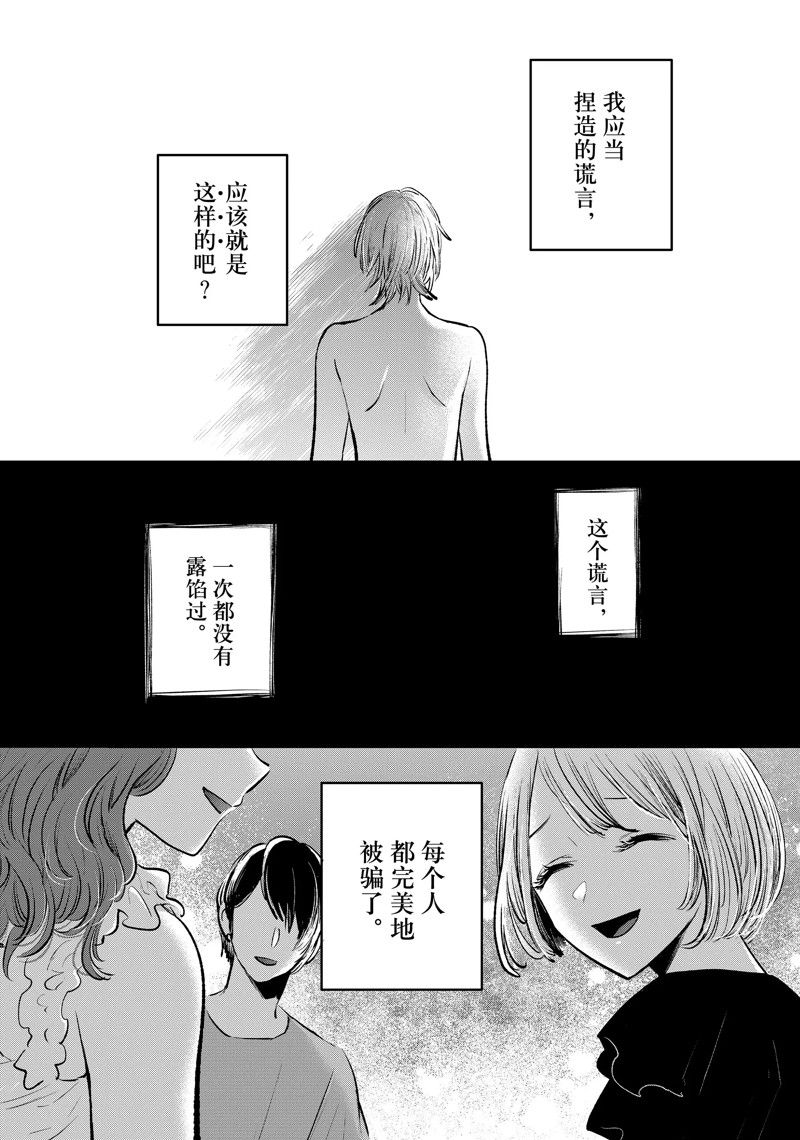 我应当
捏造的谎言，
应该就是
这样的吧？
这个谎言，
一次都没有
露馅过。
每个人
都完美地
被骗了。